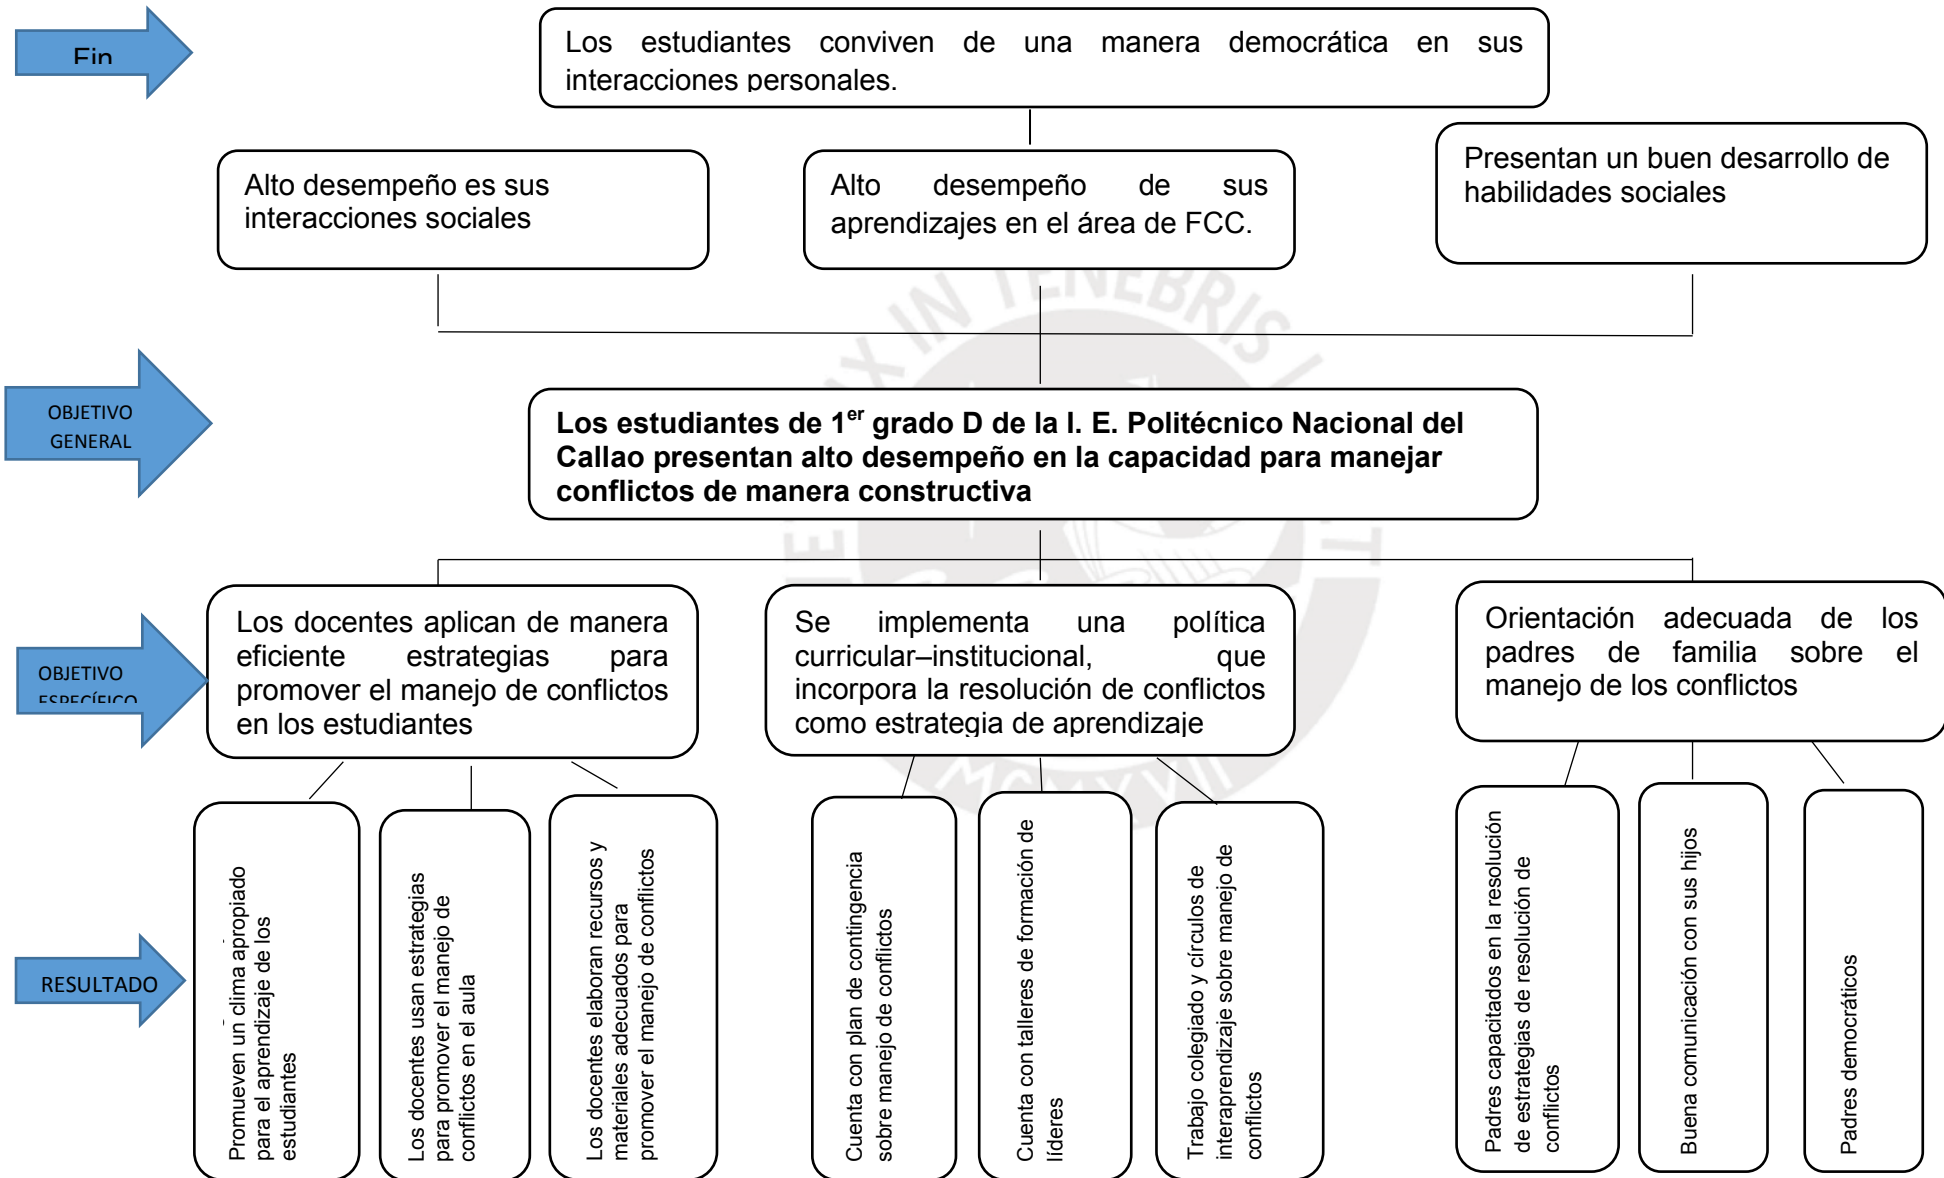 Fin
Los estudiantes conviven de una manera democrática en sus
interacciones personales.
Alto desempeño es sus
interacciones sociales
Alto desempeño de sus
aprendizajes en el área de FCC.
Presentan un buen desarrollo de
habilidades sociales
OBJETIVO
GENERAL
Los estudiantes de 1er grado D de la I. E. Politécnico Nacional del
Callao presentan alto desempeño en la capacidad para manejar
conflictos de manera constructiva
OBJETIVO
ESPECÍFICO
Los docentes aplican de manera
eficiente estrategias para
promover el manejo de conflictos
en los estudiantes
Se implementa una política
curricular–institucional, que
incorpora la resolución de conflictos
como estrategia de aprendizaje
Orientación adecuada de los
padres de familia sobre el
manejo de los conflictos
RESULTADO
Promueven un clima apropiado
para el aprendizaje de los
estudiantes
Los docentes usan estrategias
para promover el manejo de
conflictos en el aula
Los docentes elaboran recursos y
materiales adecuados para
promover el manejo de conflictos
Cuenta con plan de contingencia
sobre manejo de conflictos
Cuenta con talleres de formación de
líderes
Trabajo colegiado y círculos de
interaprendizaje sobre manejo de
conflictos
Padres capacitados en la resolución
de estrategias de resolución de
conflictos
Buena comunicación con sus hijos
Padres democráticos
IN TENEBRIS
MCMXVII